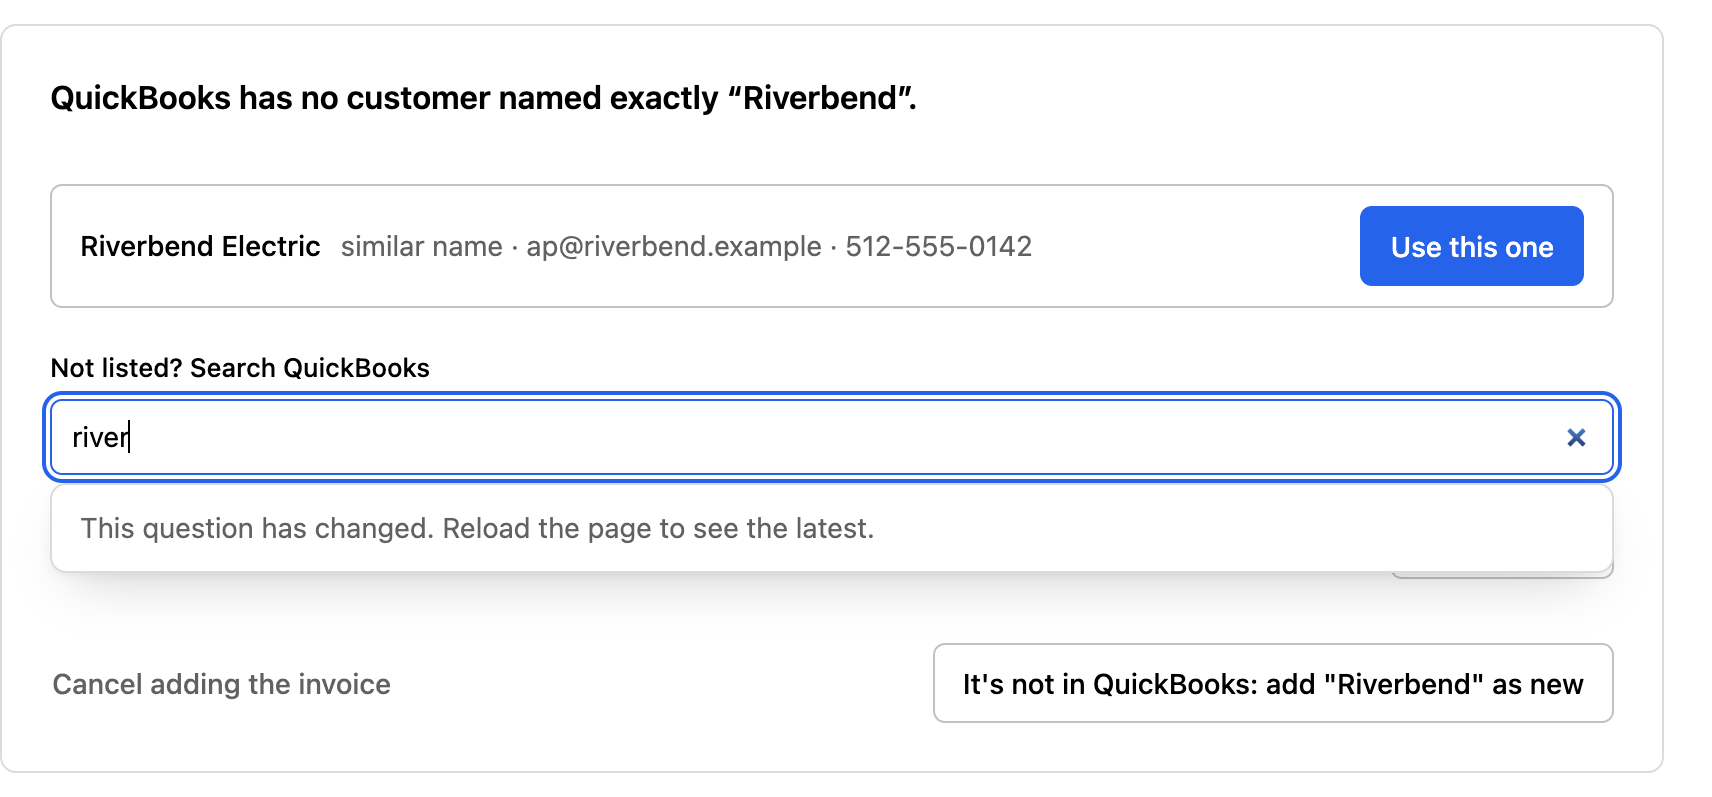 QuickBooks has no customer named exactly “Riverbend”.
Riverbend Electric similar name · ap@riverbend.example · 512-555-0142
Use this one
Not listed? Search QuickBooks
river
This question has changed. Reload the page to see the latest.
Cancel adding the invoice
It's not in QuickBooks: add "Riverbend" as new